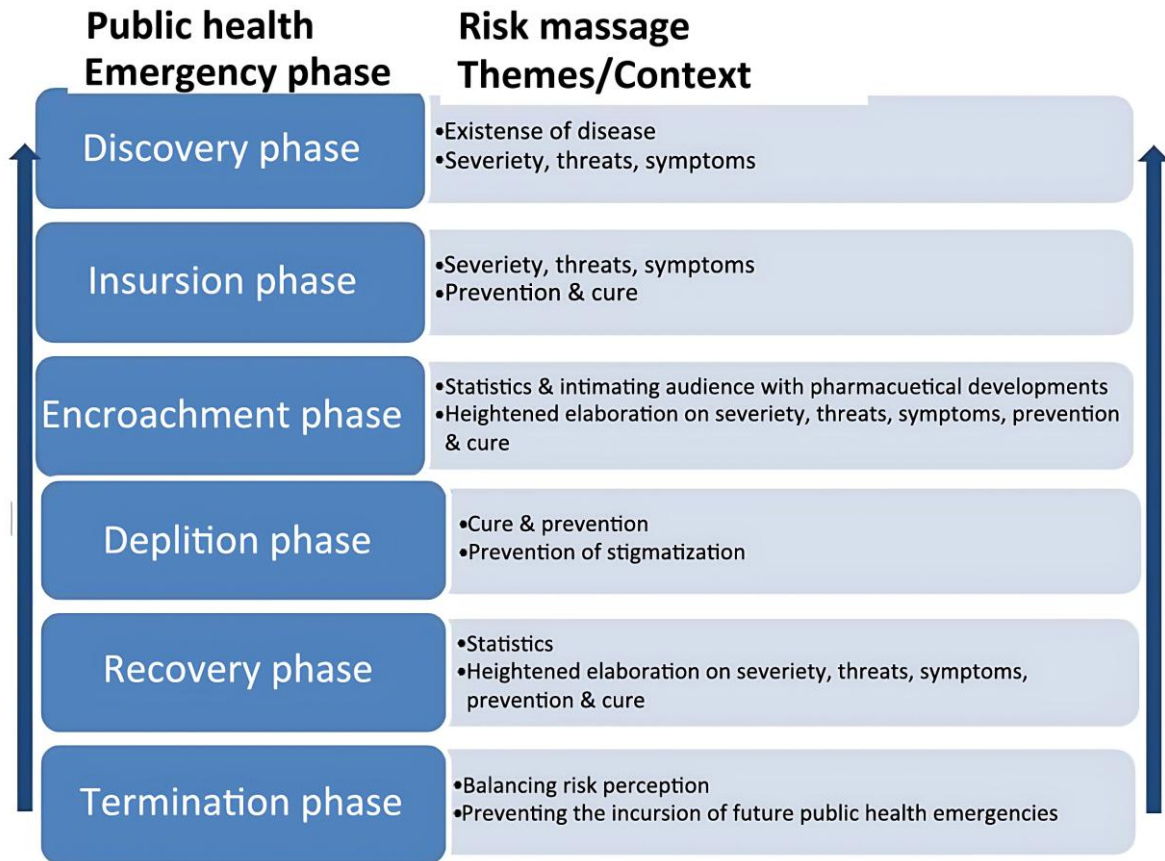 Public health
Emergency phase
Risk massage
Themes/Context
Discovery phase
•Existense of disease
•Severiety, threats, symptoms
Insursion phase
•Severiety, threats, symptoms
•Prevention & cure
Encroachment phase
•Statistics & intimating audience with pharmacuetical developments
•Heightened elaboration on severiety, threats, symptoms, prevention
& cure
Deplition phase
•Cure & prevention
•Prevention of stigmatization
Recovery phase
•Statistics
•Heightened elaboration on severiety, threats, symptoms,
prevention & cure
Termination phase
•Balancing risk perception
•Preventing the incursion of future public health emergencies